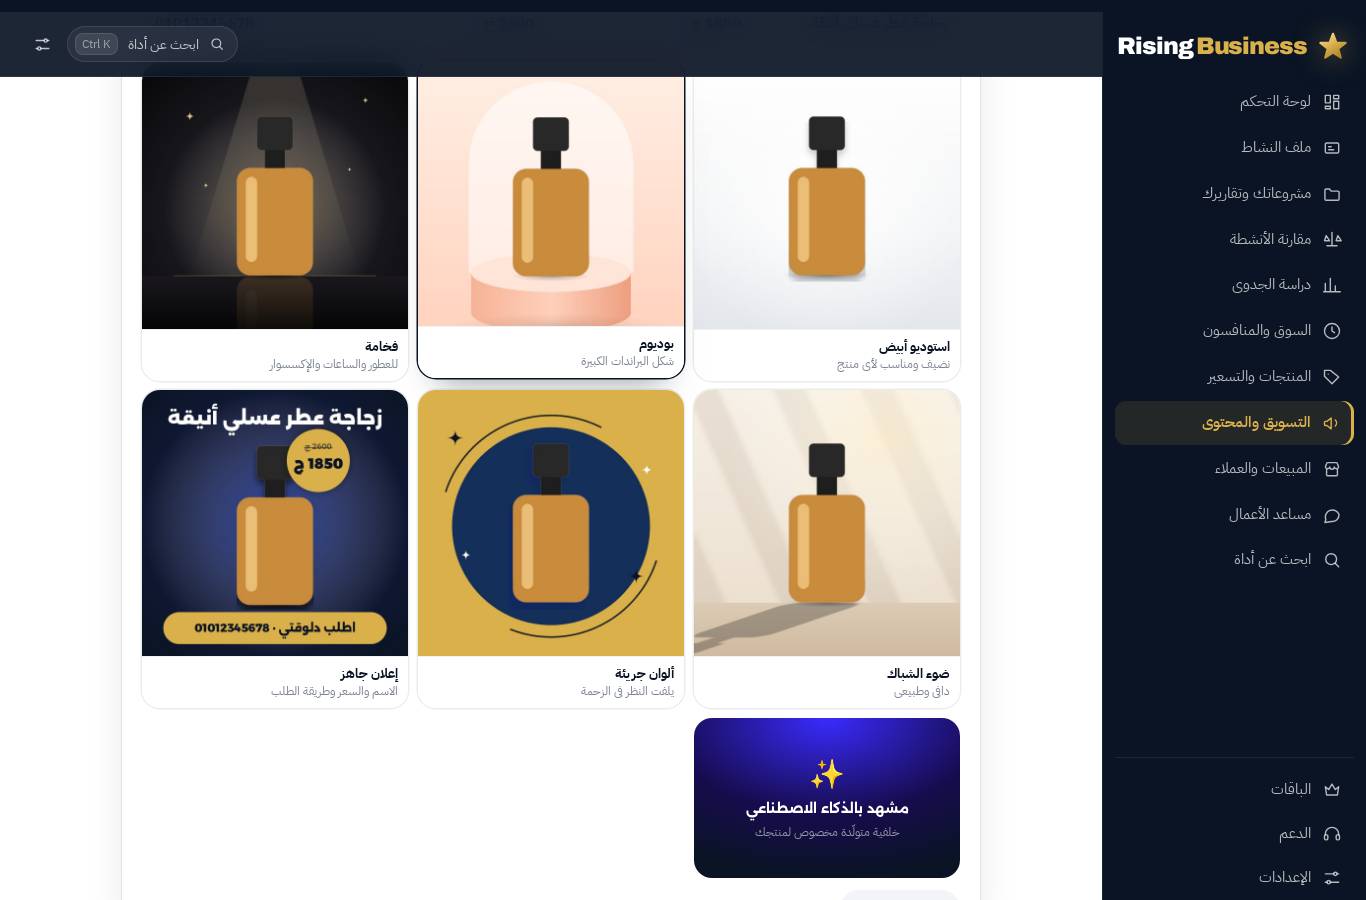 Rising Business
لوحة التحكم
ملف النشاط
مشروعاتك وتقاريرك
مقارنة الأنشطة
دراسة الجدوى
السوق والمنافسون
المنتجات والتسعير
التسويق والمحتوى
المبيعات والعملاء
مساعد الأعمال
ابحث عن أداة
الباقات
الدعم
الإعدادات
ابحث عن أداة Ctrl K
استوديو أبيض
نضيف ومناسب لأي منتج
بوديوم
شكل البراندات الكبيرة
فخامة
للعطور والساعات والإكسسوار
ضوء الشباك
دافي وطبيعي
ألوان جريئة
يلفت النظر في الزحمة
زجاجة عطر عسلي أنيقة
2600 ج
1850 ج
اطلب دلوقتي · 01012345678
إعلان جاهز
الاسم والسعر وطريقة الطلب
مشهد بالذكاء الاصطناعي
خلفية متولّدة مخصوص لمنتجك